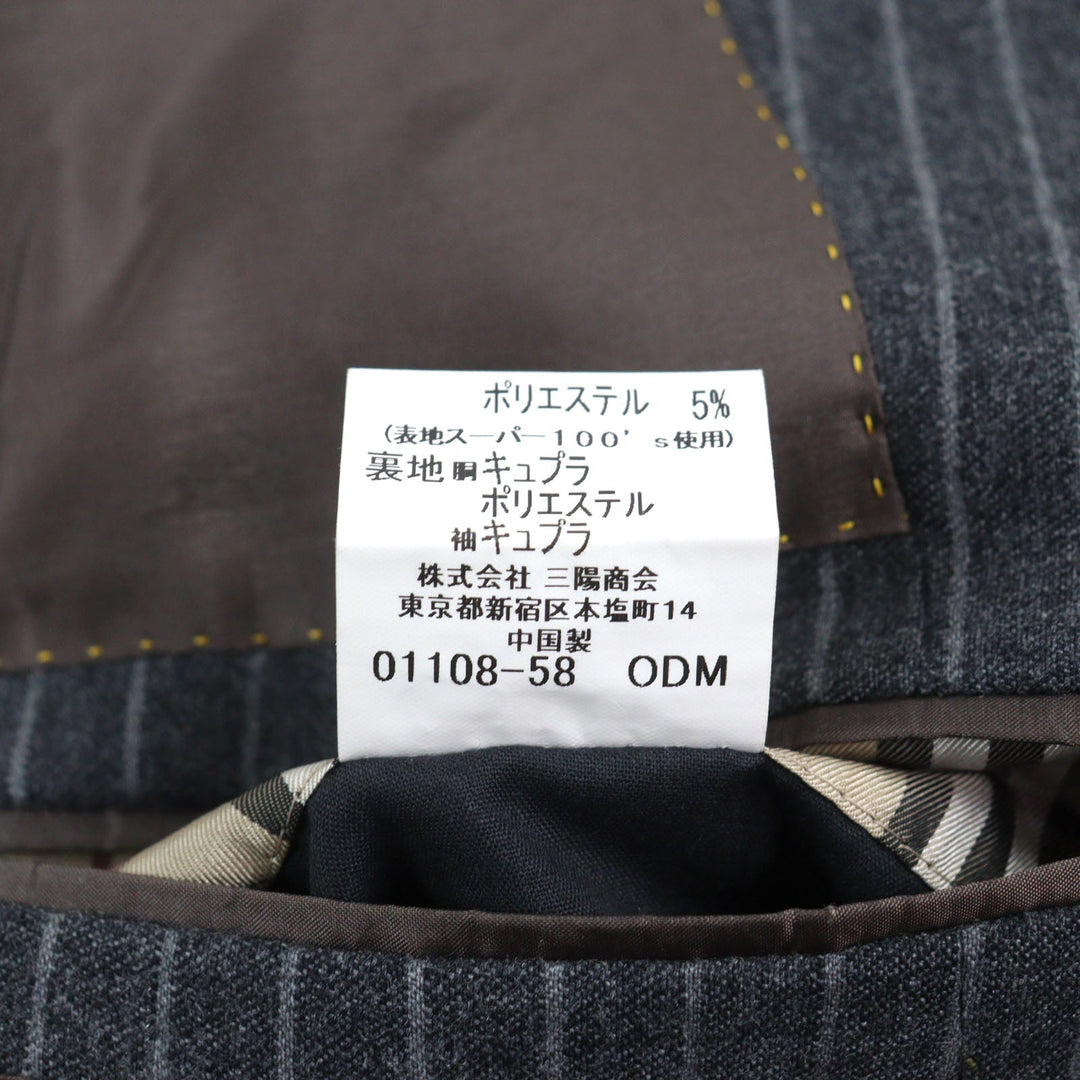 ポリエステル 5%
(表地スーパー100's使用)
裏地 胴キュプラ
ポリエステル
袖キュプラ
株式会社 三陽商会
東京都新宿区本塩町14
中国製
01108-58 ODM